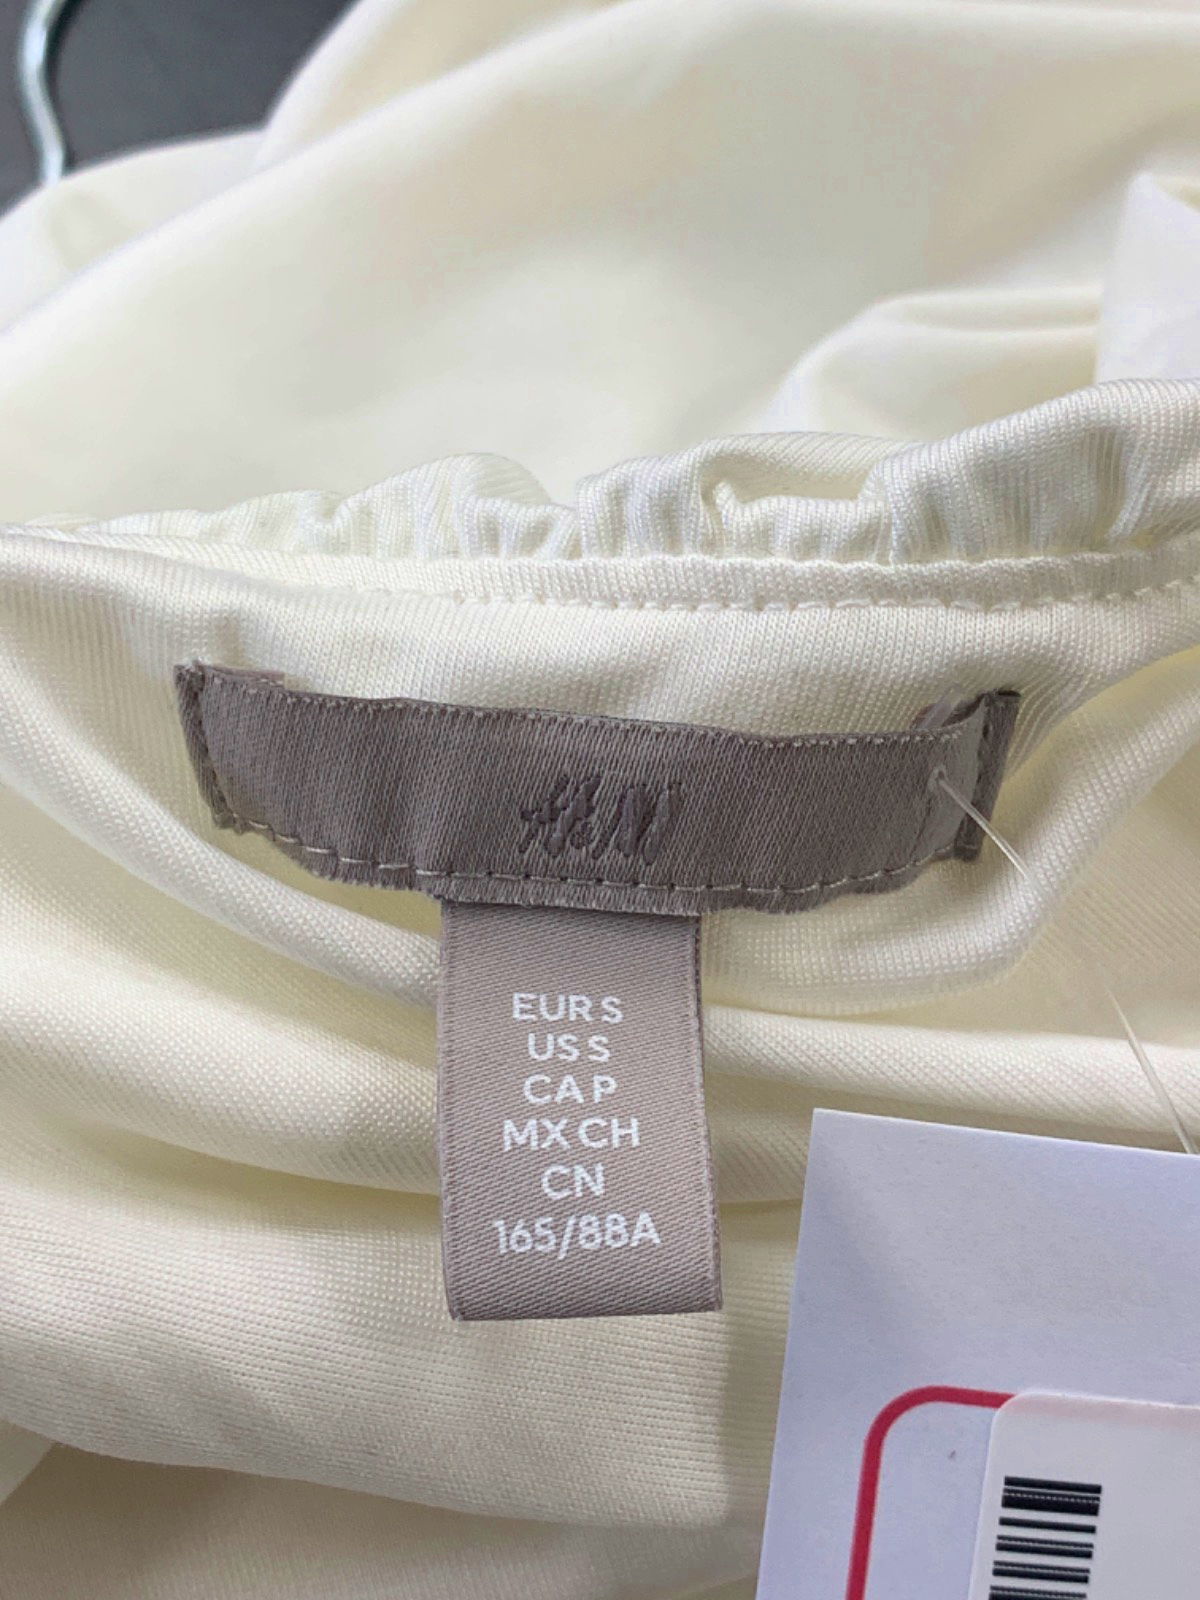 H&M
EUR S
US S
CA P
MX CH
CN
165/88A